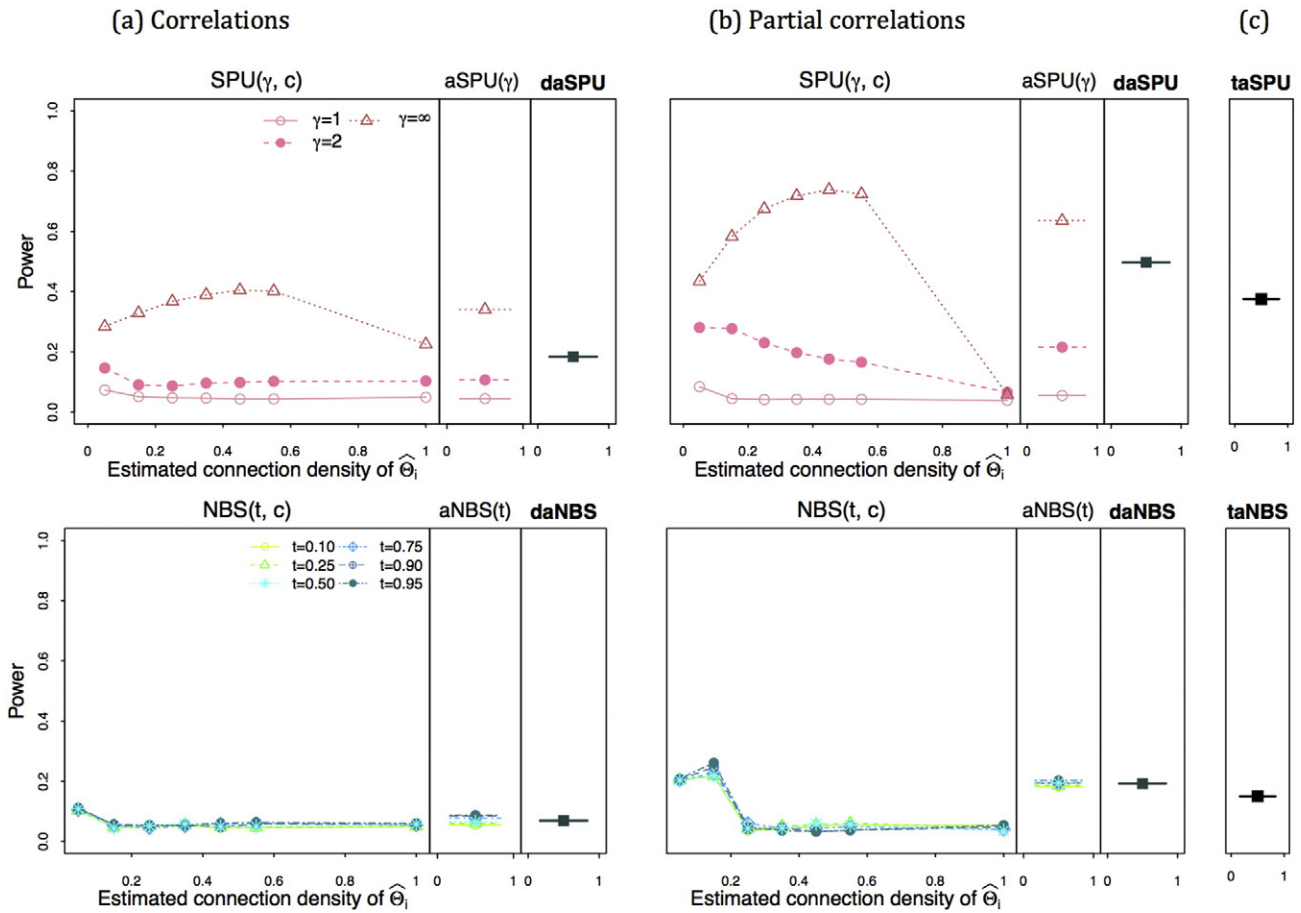 (a) Correlations
(b) Partial correlations
(c)
SPU(γ, c)
aSPU(γ)
daSPU
SPU(γ, c)
aSPU(γ)
daSPU
taSPU
γ=1
γ=∞
γ=2
Power
0.0 0.2 0.4 0.6 0.8 1.0
0 0.2 0.4 0.6 0.8 1
0 1
0 1
0 0.2 0.4 0.6 0.8 1
0 1
0 1
0 1
Estimated connection density of Θ̂i
Estimated connection density of Θ̂i
NBS(t, c)
aNBS(t)
daNBS
NBS(t, c)
aNBS(t)
daNBS
taNBS
t=0.10 t=0.75
t=0.25 t=0.90
t=0.50 t=0.95
Power
0.0 0.2 0.4 0.6 0.8 1.0
0.2 0.4 0.6 0.8 1
0 1
0 1
0.2 0.4 0.6 0.8 1
0 1
0 1
0 1
Estimated connection density of Θ̂i
Estimated connection density of Θ̂i